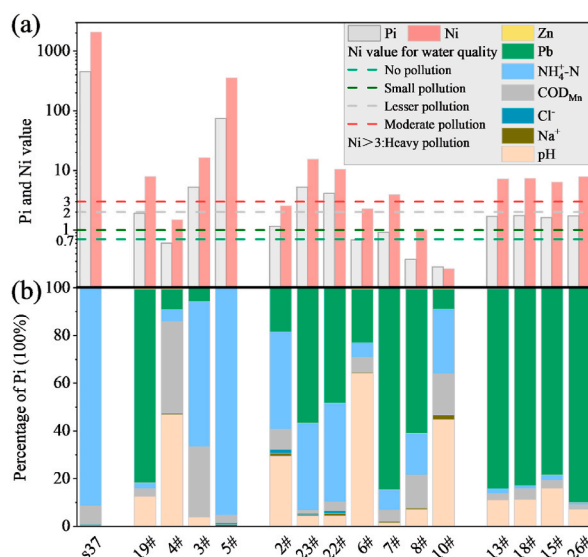 (a)
Pi and Ni value
1000
100
10
3
2
1
0.7
Pi Ni
Ni value for water quality
No pollution
Small pollution
Lesser pollution
Moderate pollution
Ni>3:Heavy pollution
Zn
Pb
NH₄⁺-N
COD_Mn
Cl⁻
Na⁺
pH
(b)
Percentage of Pi (100%)
100
80
60
40
20
0
s37 19# 4# 3# 5# 2# 23# 22# 6# 7# 8# 10# 13# 18# 15#